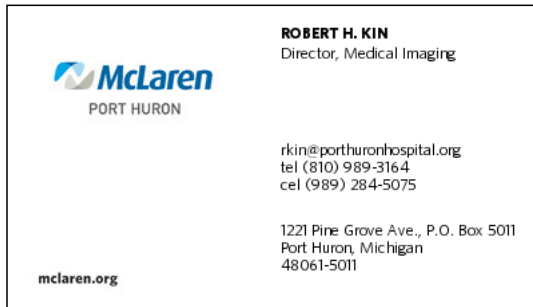 McLaren
PORT HURON
mclaren.org
ROBERT H. KIN
Director, Medical Imaging
rkin@porthuronhospital.org
tel (810) 989-3164
cel (989) 284-5075
1221 Pine Grove Ave., P.O. Box 5011
Port Huron, Michigan
48061-5011